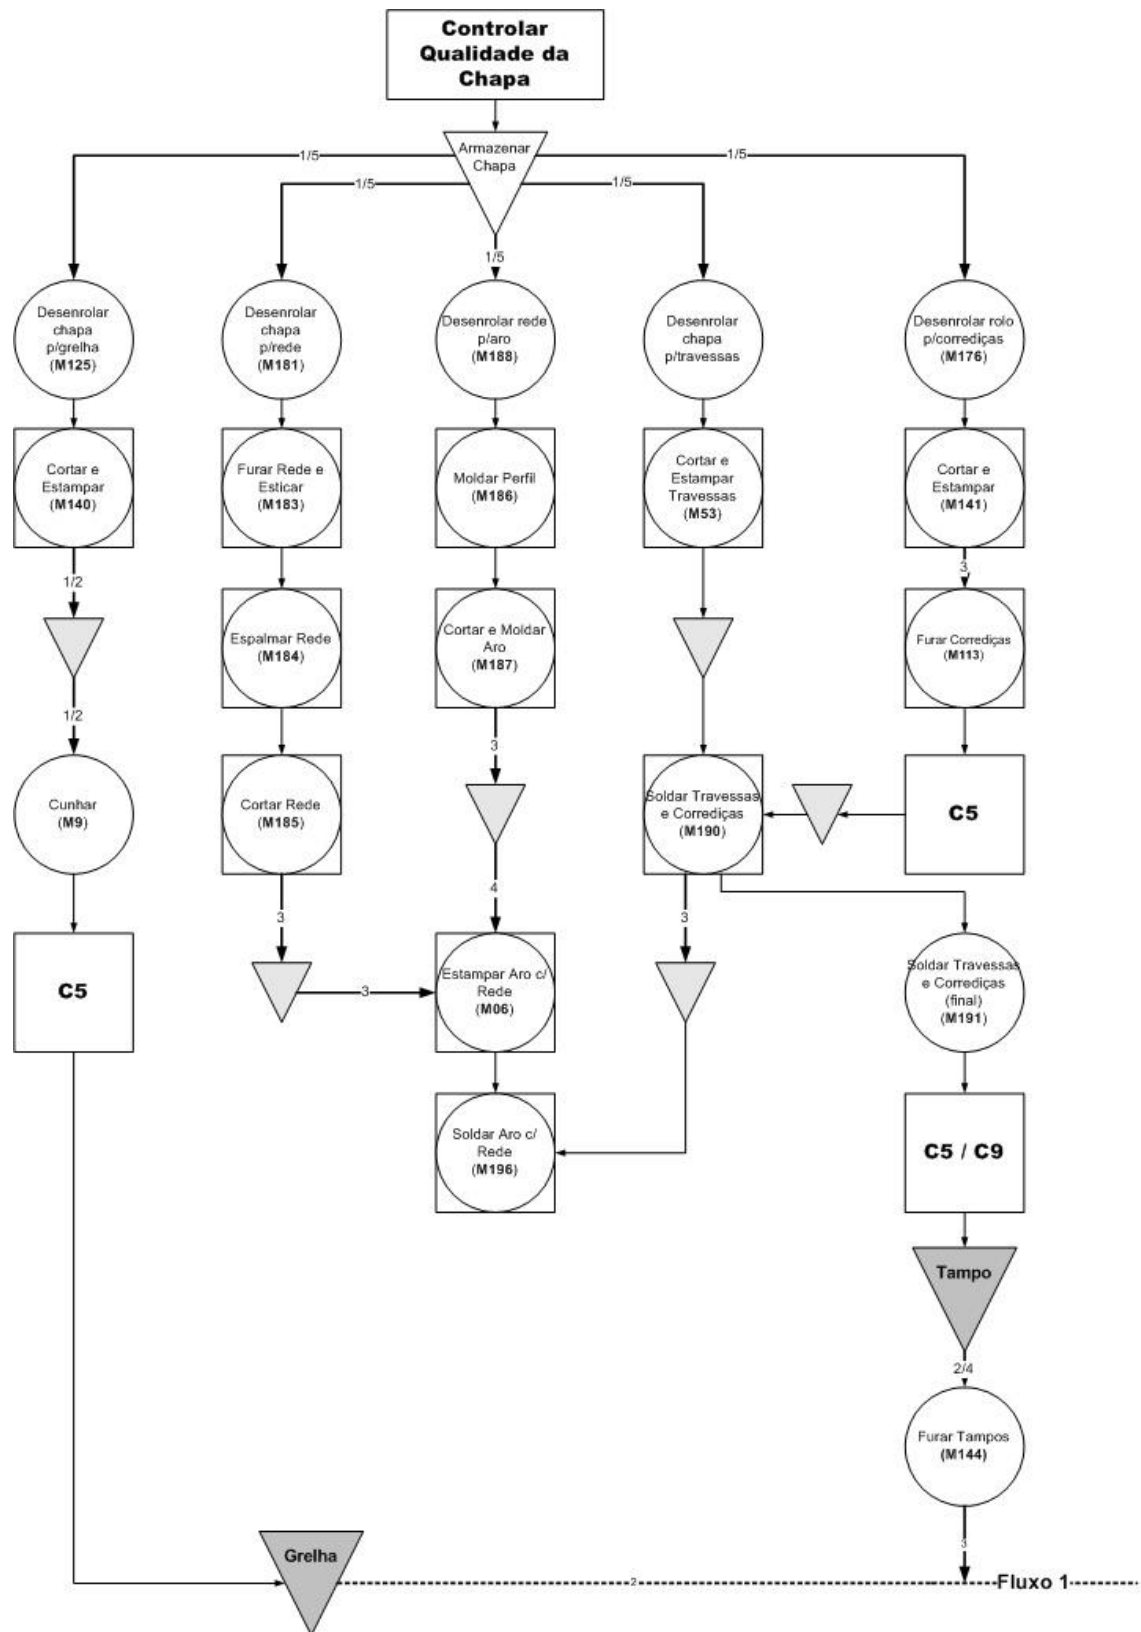 Controlar
Qualidade da
Chapa
Armazenar
Chapa
1/5
1/5
1/5
1/5
1/5
Desenrolar
chapa
p/grelha
(M125)
Desenrolar
chapa
p/rede
(M181)
Desenrolar rede
p/aro
(M188)
Desenrolar
chapa
p/travessas
Desenrolar rolo
p/corrediças
(M176)
Cortar e
Estampar
(M140)
Furar Rede e
Esticar
(M183)
Moldar Perfil
(M186)
Cortar e
Estampar
Travessas
(M53)
Cortar e
Estampar
(M141)
1/2
3
Espalmar Rede
(M184)
Cortar e Moldar
Aro
(M187)
Furar Corrediças
(M113)
1/2
3
Cunhar
(M9)
Cortar Rede
(M185)
Soldar Travessas
e Corrediças
(M190)
C5
3
4
3
C5
3
Estampar Aro c/
Rede
(M06)
Soldar Travessas
e Corrediças
(final)
(M191)
Soldar Aro c/
Rede
(M196)
C5 / C9
Tampo
2/4
Furar Tampos
(M144)
3
Grelha
2
Fluxo 1